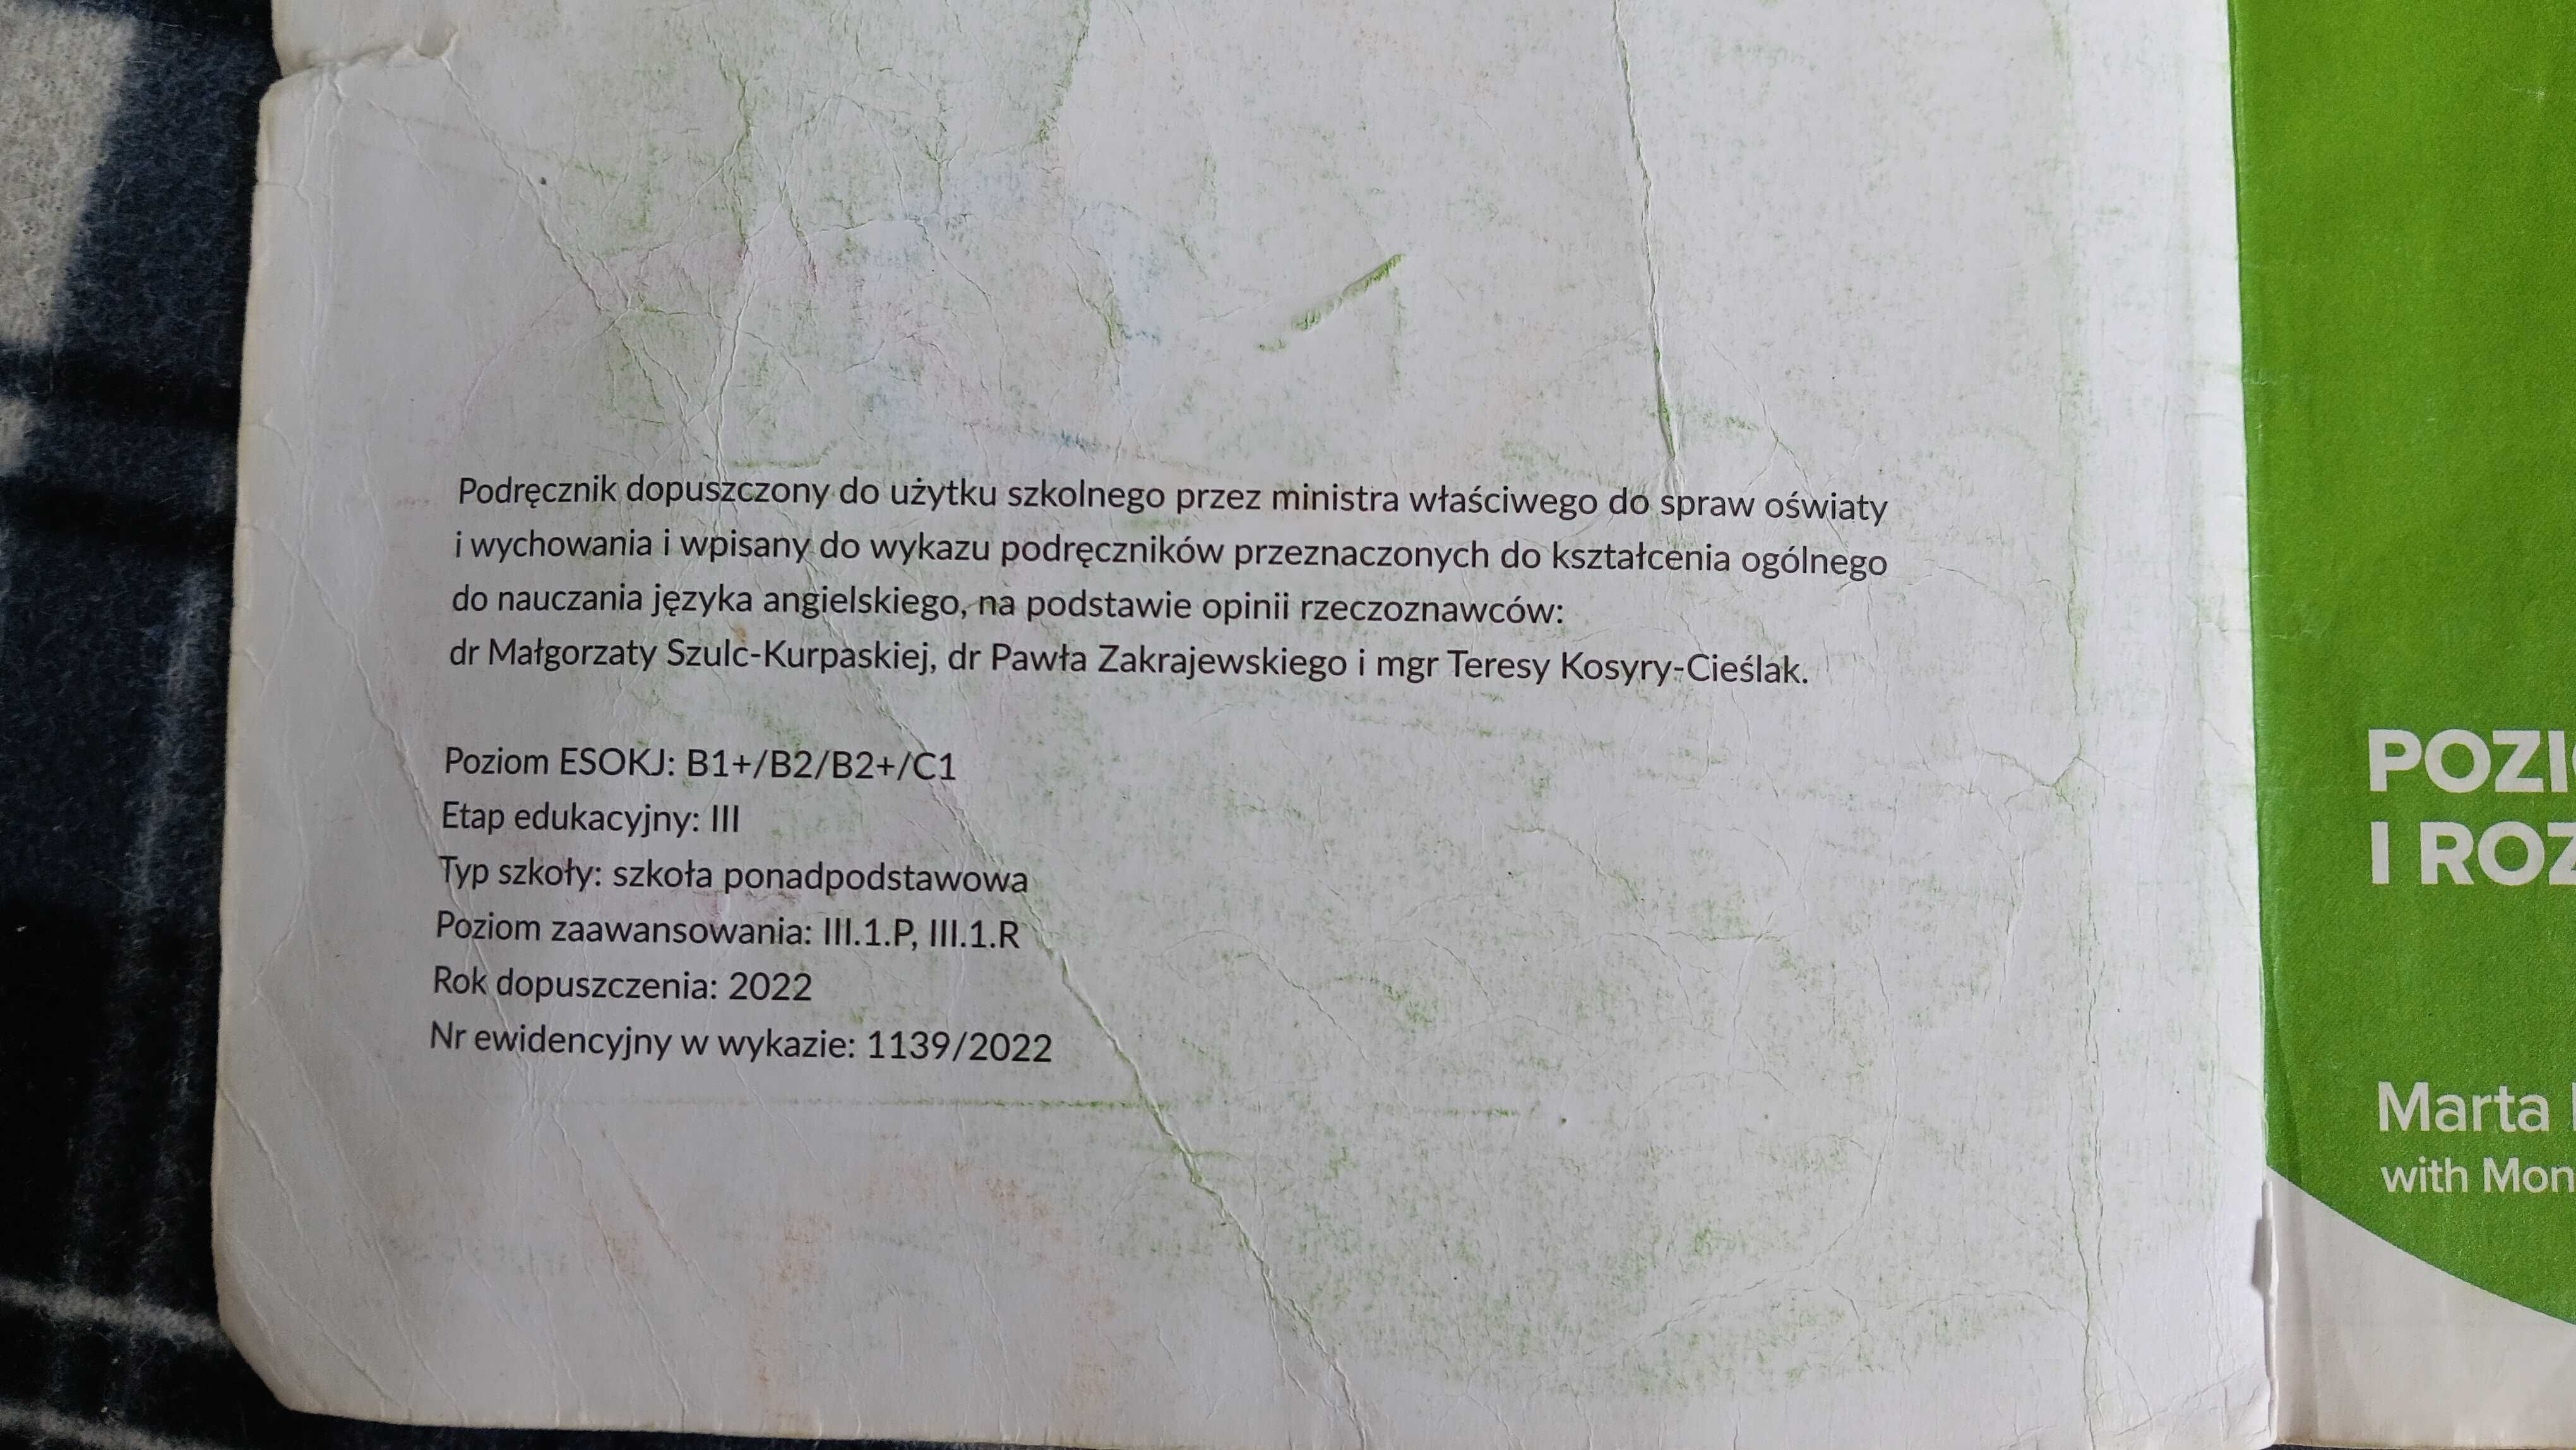 Podręcznik dopuszczony do użytku szkolnego przez ministra właściwego do spraw oświaty
i wychowania i wpisany do wykazu podręczników przeznaczonych do kształcenia ogólnego
do nauczania języka angielskiego, na podstawie opinii rzeczoznawców:
dr Małgorzaty Szulc-Kurpaskiej, dr Pawła Zakrajewskiego i mgr Teresy Kosyry-Cieślak.
Poziom ESOKJ: B1+/B2/B2+/C1
Etap edukacyjny: III
Typ szkoły: szkoła ponadpodstawowa
Poziom zaawansowania: III.1.P, III.1.R
Rok dopuszczenia: 2022
Nr ewidencyjny w wykazie: 1139/2022
POZI
I ROZ
Marta
with Mon